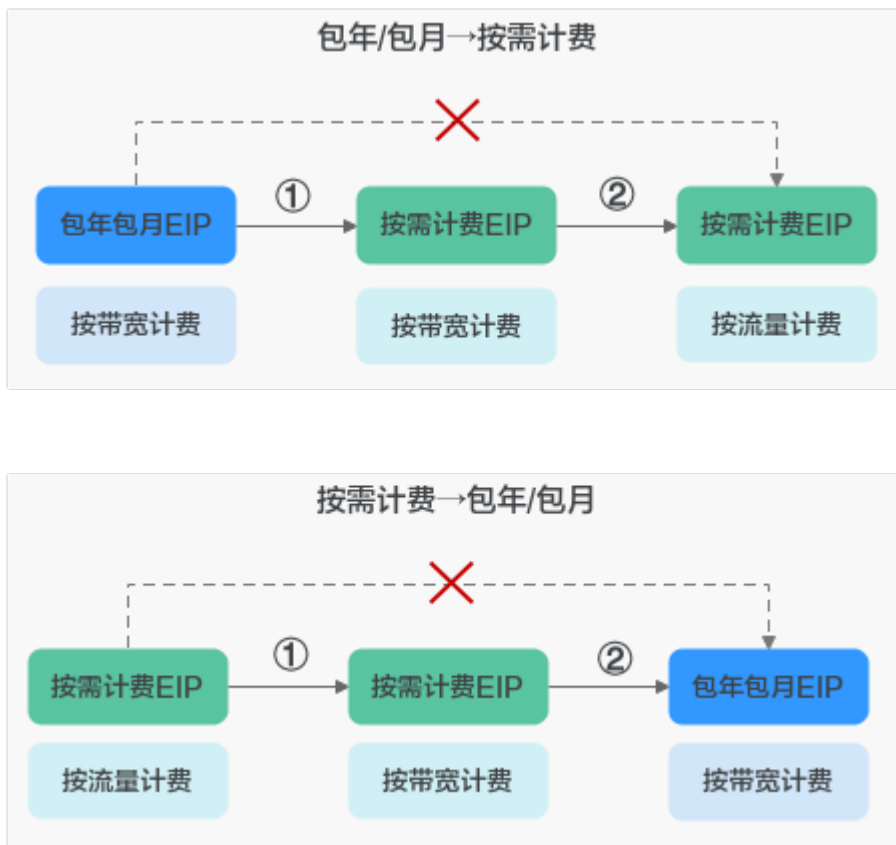 包年/包月→按需计费
① ②
包年包月EIP 按需计费EIP 按需计费EIP
按带宽计费 按带宽计费 按流量计费
按需计费→包年/包月
① ②
按需计费EIP 按需计费EIP 包年包月EIP
按流量计费 按带宽计费 按带宽计费